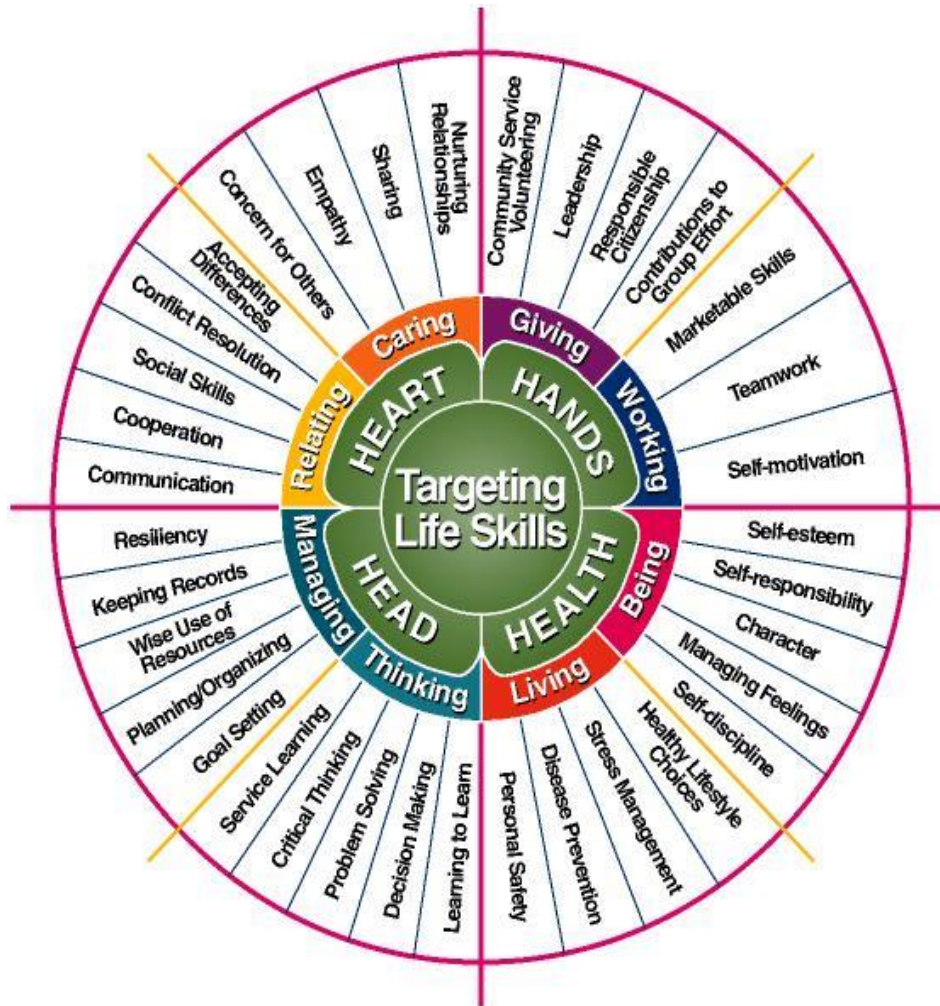 Targeting
Life Skills
HEART
HANDS
HEALTH
HEAD
Caring
Giving
Working
Being
Living
Thinking
Managing
Relating
Concern for Others
Empathy
Sharing
Nurturing
Relationships
Community Service
Volunteering
Leadership
Responsible
Citizenship
Contributions to
Group Effort
Marketable Skills
Teamwork
Self-motivation
Self-esteem
Self-responsibility
Character
Managing Feelings
Self-discipline
Healthy Lifestyle
Choices
Stress Management
Disease Prevention
Personal Safety
Learning to Learn
Decision Making
Problem Solving
Critical Thinking
Service Learning
Goal Setting
Planning/Organizing
Wise Use of
Resources
Keeping Records
Resiliency
Communication
Cooperation
Social Skills
Conflict Resolution
Accepting
Differences